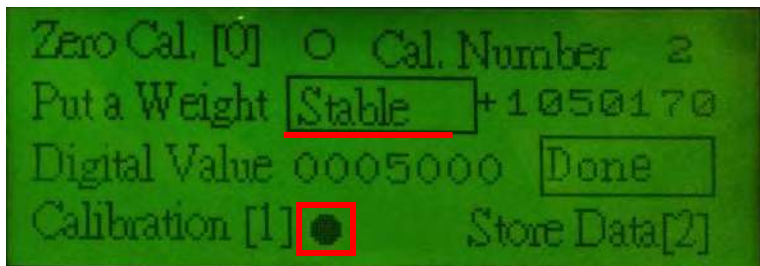 Zero Cal. [0] ○ Cal. Number 2
Put a Weight Stable +1050170
Digital Value 0005000 Done
Calibration [1] ● Store Data[2]